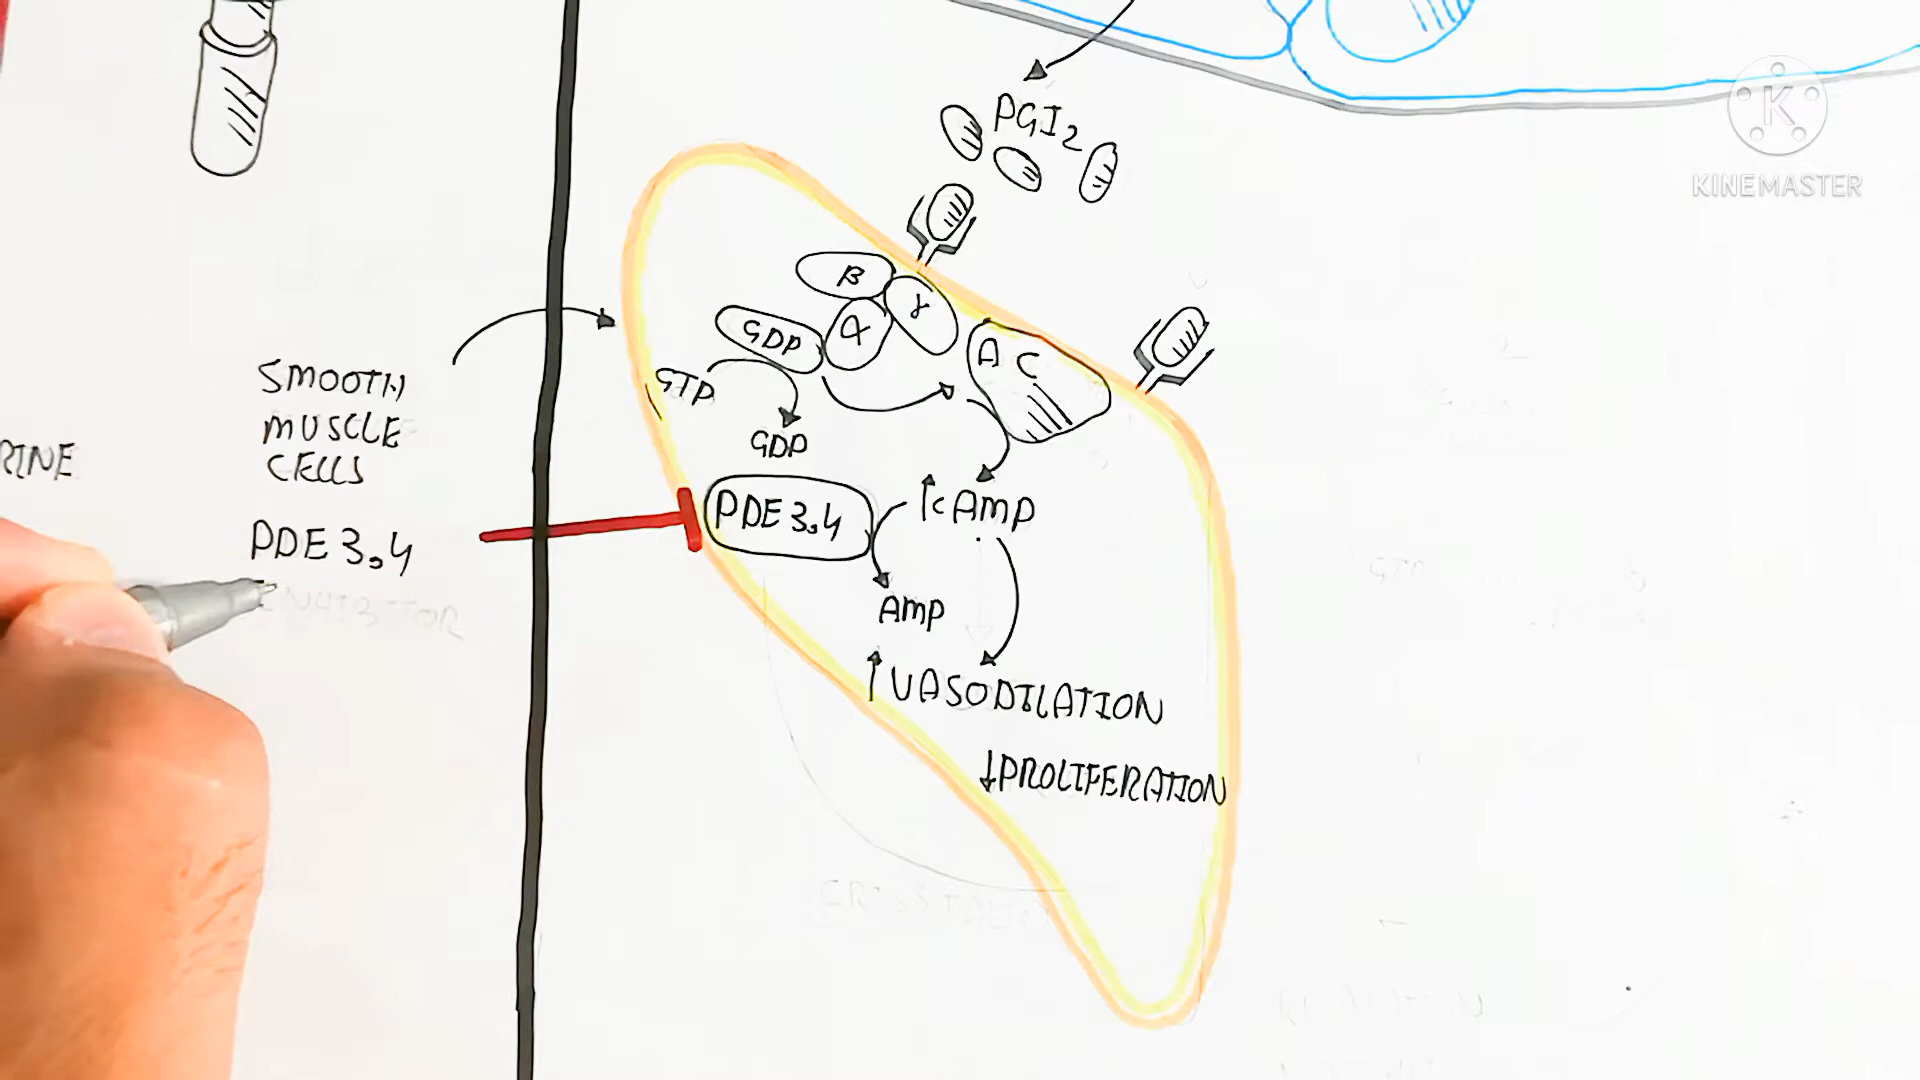 PGI2
K
KINEMASTER
β
γ
α
GDP
AC
GTP
GDP
SMOOTH
MUSCLE
CELLS
RINE
PDE 3.4
↑cAMP
PDE 3.4
INHIBITOR
AMP
↑VASODILATION
↓PROLIFERATION